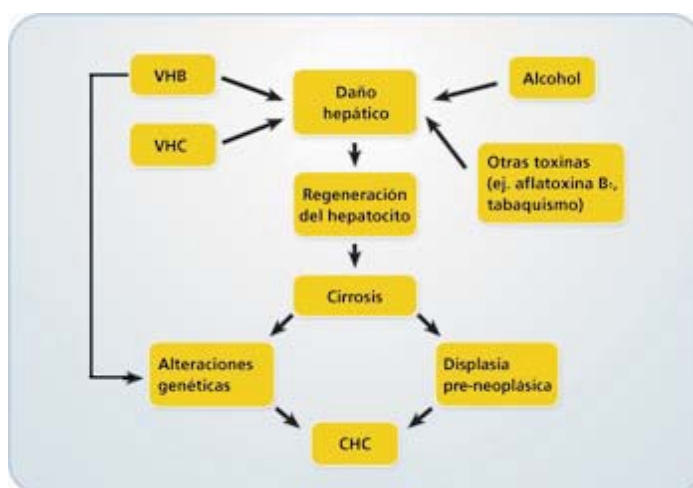 VHB
Daño
hepático
Alcohol
VHC
Otras toxinas
(ej. aflatoxina B₁,
tabaquismo)
Regeneración
del hepatocito
Cirrosis
Alteraciones
genéticas
Displasia
pre-neoplásica
CHC